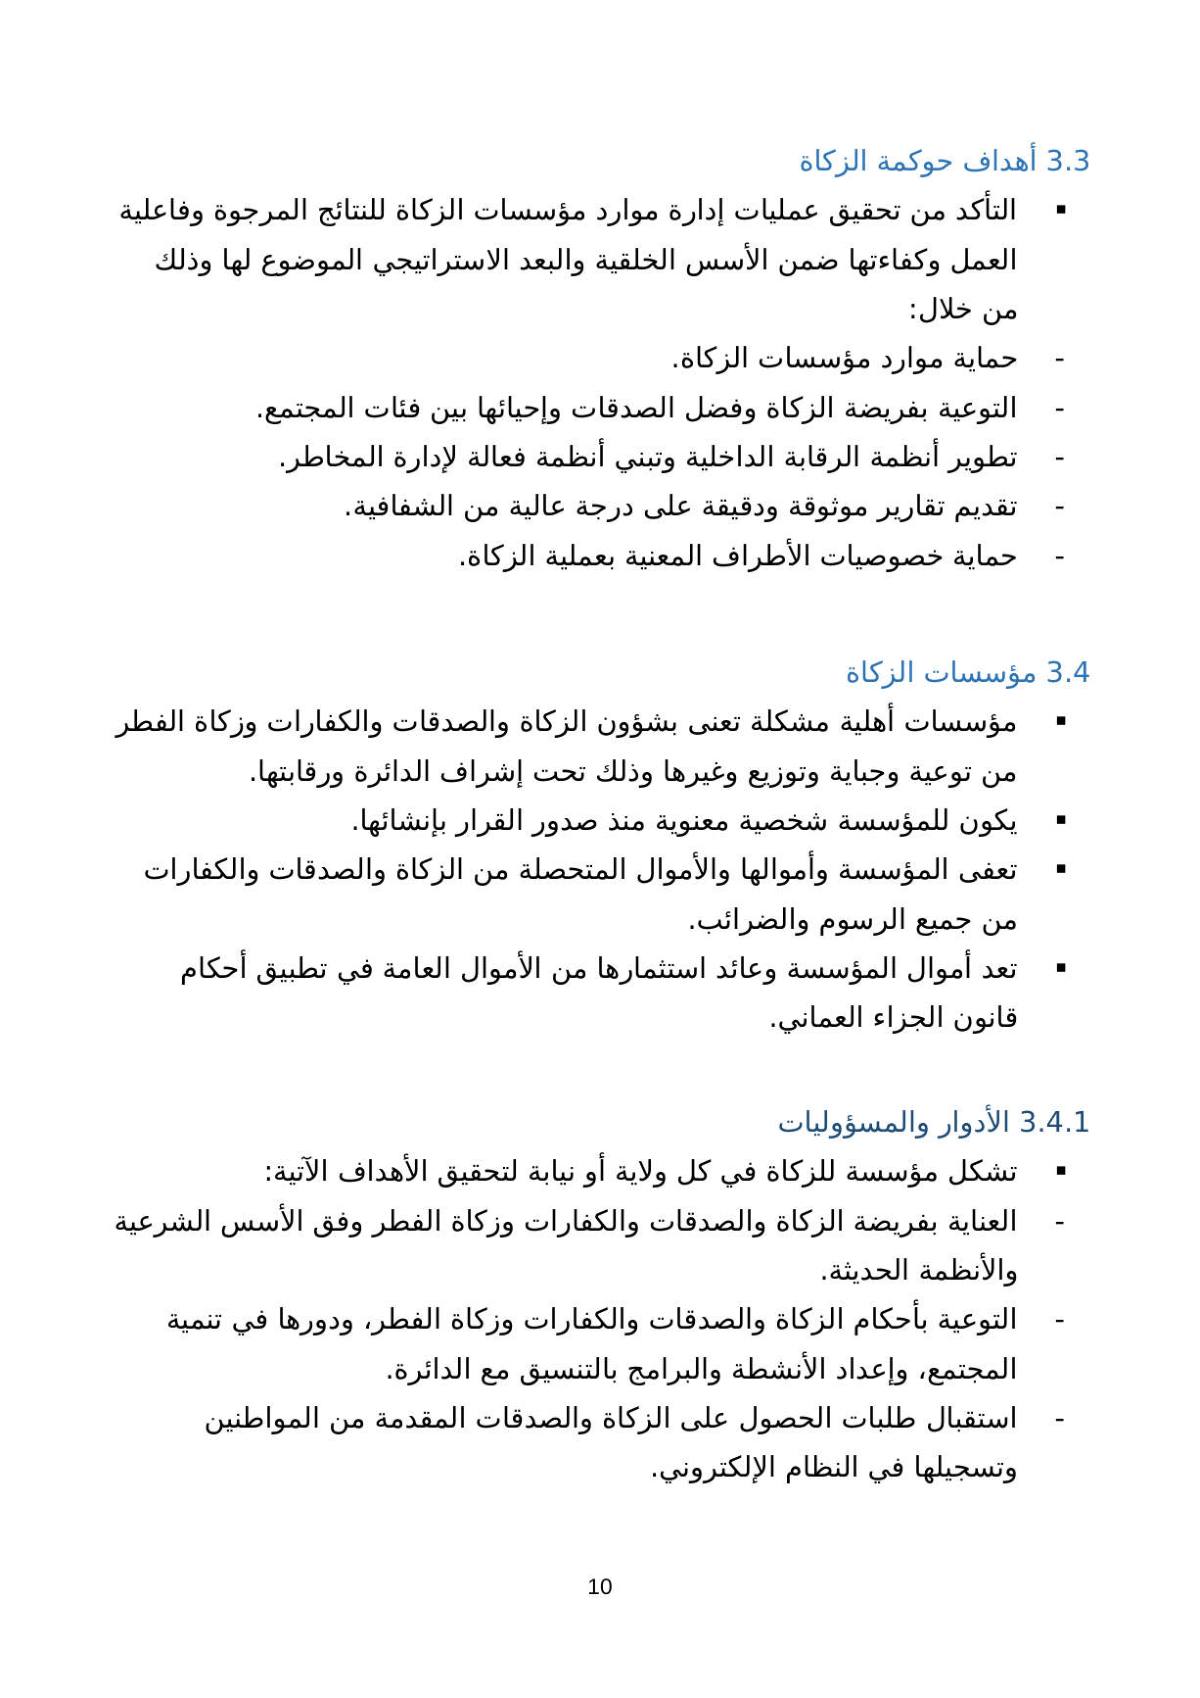 3.3 أهداف حوكمة الزكاة
▪ التأكد من تحقيق عمليات إدارة موارد مؤسسات الزكاة للنتائج المرجوة وفاعلية
العمل وكفاءتها ضمن الأسس الخلقية والبعد الاستراتيجي الموضوع لها وذلك
من خلال:
- حماية موارد مؤسسات الزكاة.
- التوعية بفريضة الزكاة وفضل الصدقات وإحيائها بين فئات المجتمع.
- تطوير أنظمة الرقابة الداخلية وتبني أنظمة فعالة لإدارة المخاطر.
- تقديم تقارير موثوقة ودقيقة على درجة عالية من الشفافية.
- حماية خصوصيات الأطراف المعنية بعملية الزكاة.
3.4 مؤسسات الزكاة
▪ مؤسسات أهلية مشكلة تعنى بشؤون الزكاة والصدقات والكفارات وزكاة الفطر
من توعية وجباية وتوزيع وغيرها وذلك تحت إشراف الدائرة ورقابتها.
▪ يكون للمؤسسة شخصية معنوية منذ صدور القرار بإنشائها.
▪ تعفى المؤسسة وأموالها والأموال المتحصلة من الزكاة والصدقات والكفارات
من جميع الرسوم والضرائب.
▪ تعد أموال المؤسسة وعائد استثمارها من الأموال العامة في تطبيق أحكام
قانون الجزاء العماني.
3.4.1 الأدوار والمسؤوليات
▪ تشكل مؤسسة للزكاة في كل ولاية أو نيابة لتحقيق الأهداف الآتية:
- العناية بفريضة الزكاة والصدقات والكفارات وزكاة الفطر وفق الأسس الشرعية
والأنظمة الحديثة.
- التوعية بأحكام الزكاة والصدقات والكفارات وزكاة الفطر، ودورها في تنمية
المجتمع، وإعداد الأنشطة والبرامج بالتنسيق مع الدائرة.
- استقبال طلبات الحصول على الزكاة والصدقات المقدمة من المواطنين
وتسجيلها في النظام الإلكتروني.
10